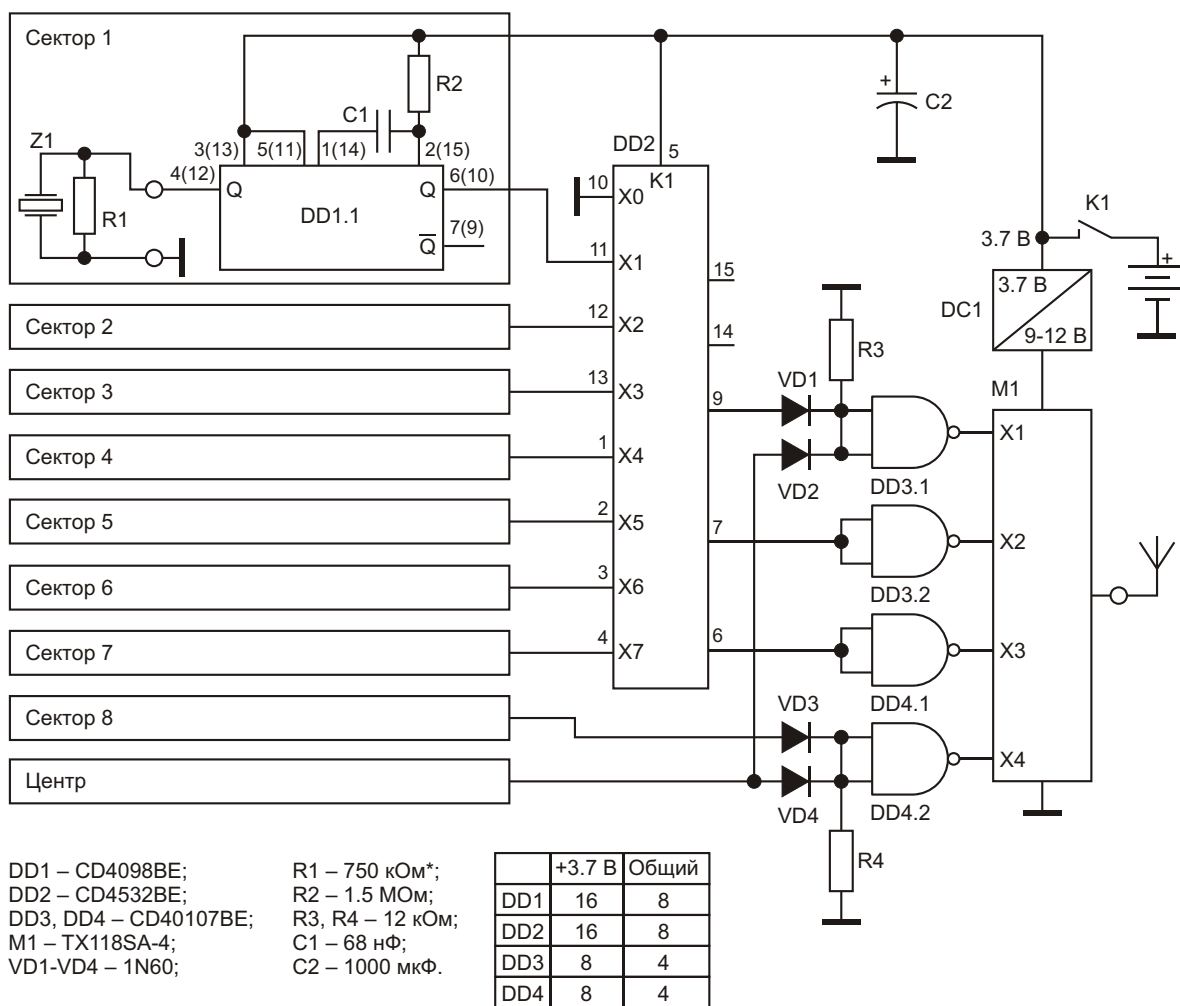 Сектор 1
Z1
R1
4(12)
3(13)
5(11)
1(14)
2(15)
C1
R2
Q
DD1.1
Q
Q
6(10)
7(9)
DD2
5
K1
10
X0
11
X1
15
14
C2
+
3.7 В
K1
+
DC1
3.7 В
9-12 В
Сектор 2
12
X2
Сектор 3
13
X3
9
Сектор 4
1
X4
Сектор 5
2
X5
7
Сектор 6
3
X6
Сектор 7
4
X7
6
Сектор 8
Центр
R3
VD1
VD2
DD3.1
DD3.2
DD4.1
VD3
VD4
DD4.2
R4
M1
X1
X2
X3
X4
DD1 – CD4098BE;
DD2 – CD4532BE;
DD3, DD4 – CD40107BE;
M1 – TX118SA-4;
VD1-VD4 – 1N60;
R1 – 750 кОм*;
R2 – 1.5 МОм;
R3, R4 – 12 кОм;
C1 – 68 нФ;
C2 – 1000 мкФ.
+3.7 В Общий
DD1 16 8
DD2 16 8
DD3 8 4
DD4 8 4